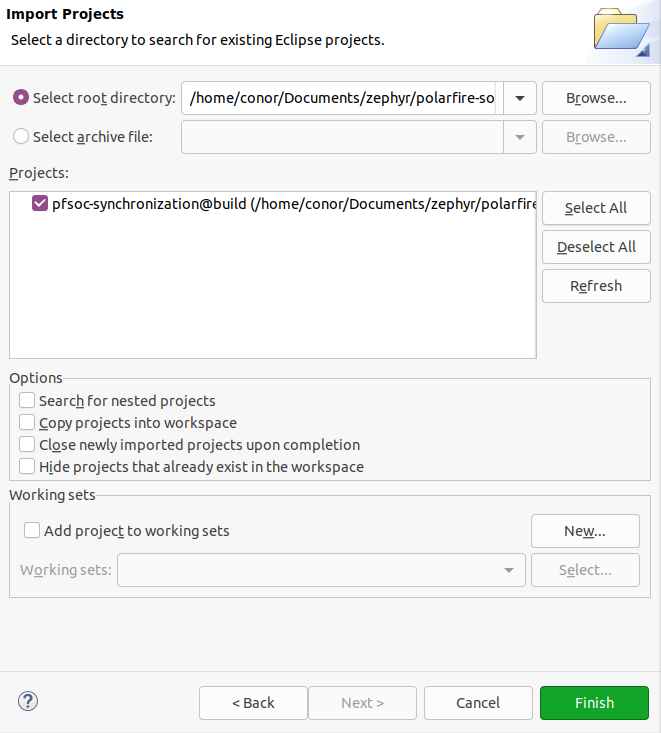 Import Projects
Select a directory to search for existing Eclipse projects.
Select root directory: /home/conor/Documents/zephyr/polarfire-so Browse...
Select archive file: Browse...
Projects:
pfsoc-synchronization@build (/home/conor/Documents/zephyr/polarfire
Select All
Deselect All
Refresh
Options
Search for nested projects
Copy projects into workspace
Close newly imported projects upon completion
Hide projects that already exist in the workspace
Working sets
Add project to working sets New...
Working sets: Select...
? < Back Next > Cancel Finish